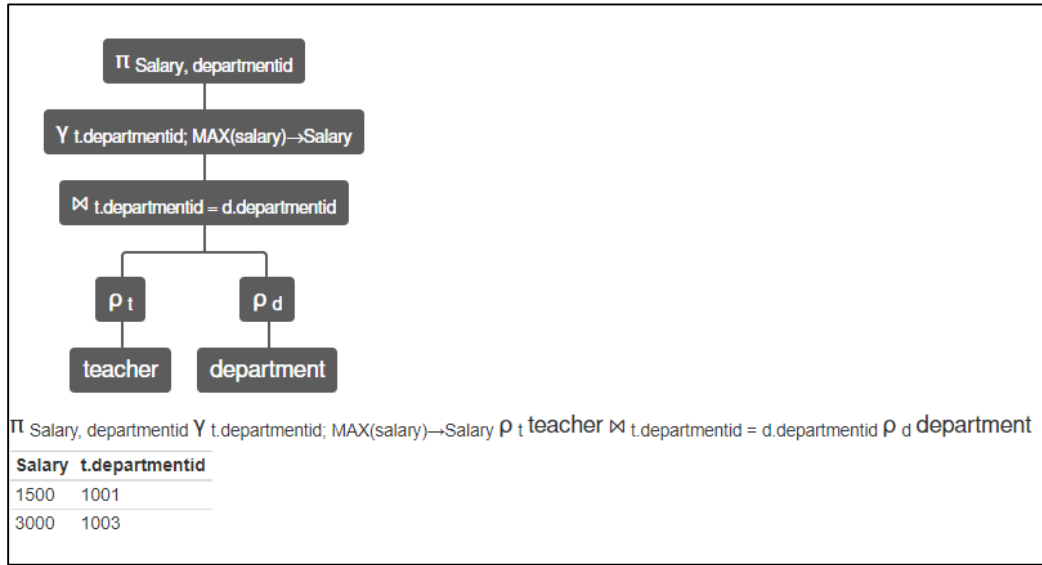 π Salary, departmentid
γ t.departmentid; MAX(salary)→Salary
⋈ t.departmentid = d.departmentid
ρ t ρ d
teacher department
π Salary, departmentid γ t.departmentid; MAX(salary)→Salary ρ t teacher ⋈ t.departmentid = d.departmentid ρ d department
Salary t.departmentid
1500 1001
3000 1003